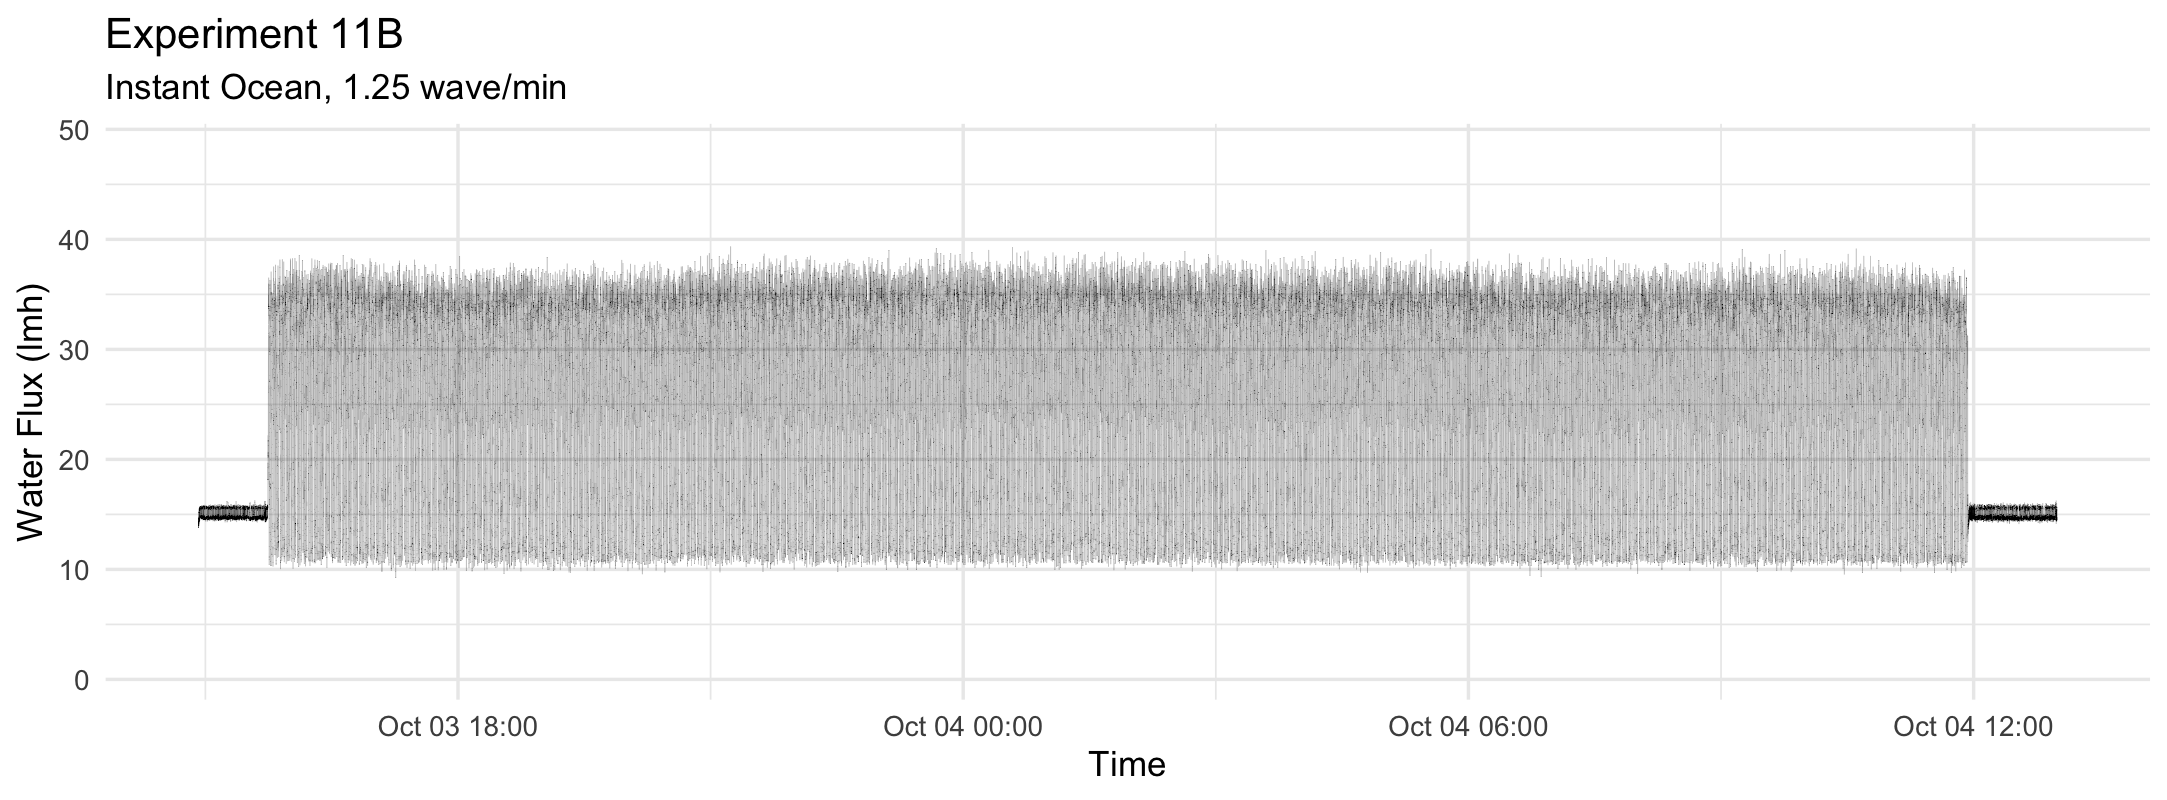 Experiment 11B
Instant Ocean, 1.25 wave/min
50
40
30
20
10
0
Water Flux (lmh)
Oct 03 18:00 Oct 04 00:00 Oct 04 06:00 Oct 04 12:00
Time